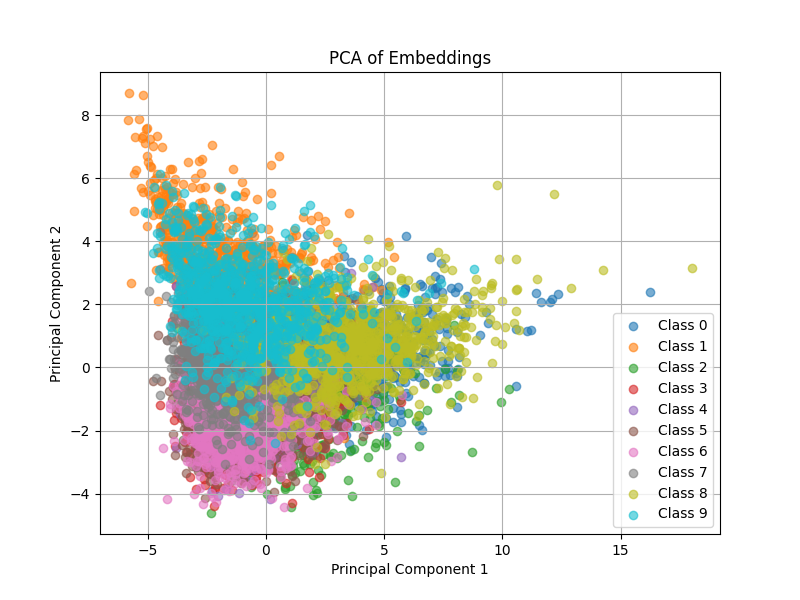 PCA of Embeddings
Principal Component 2
8
6
4
2
0
−2
−4
−5
0
5
10
15
Principal Component 1
Class 0
Class 1
Class 2
Class 3
Class 4
Class 5
Class 6
Class 7
Class 8
Class 9